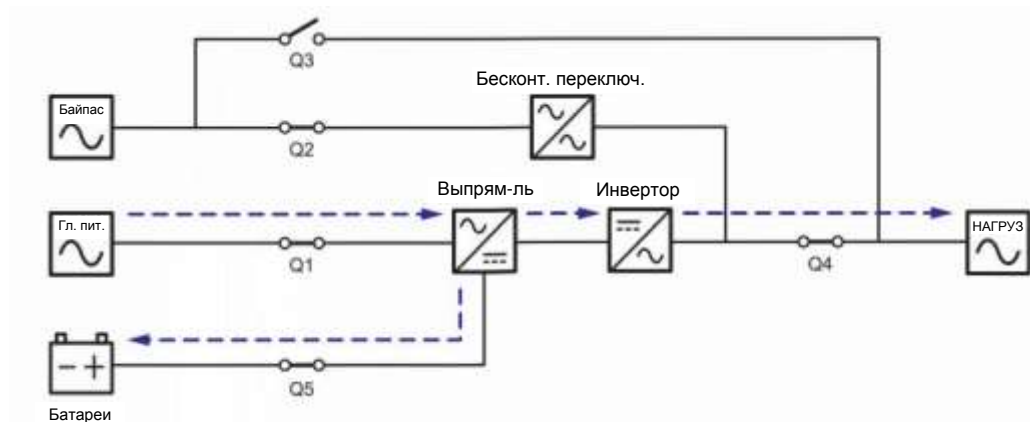 Q3
Бесконт. переключ.
Байпас
Q2
Выпрям-ль
Инвертор
Гл. пит.
НАГРУЗ
Q1
Q4
Q5
Батареи